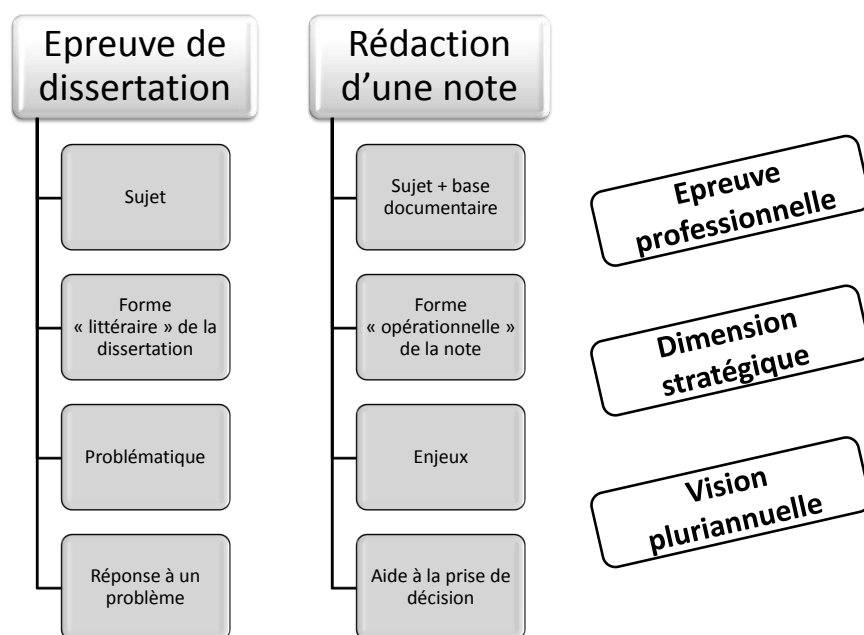 Epreuve de
dissertation
Sujet
Forme
« littéraire » de la
dissertation
Problématique
Réponse à un
problème
Rédaction
d’une note
Sujet + base
documentaire
Forme
« opérationnelle »
de la note
Enjeux
Aide à la prise de
décision
Epreuve
professionnelle
Dimension
stratégique
Vision
pluriannuelle